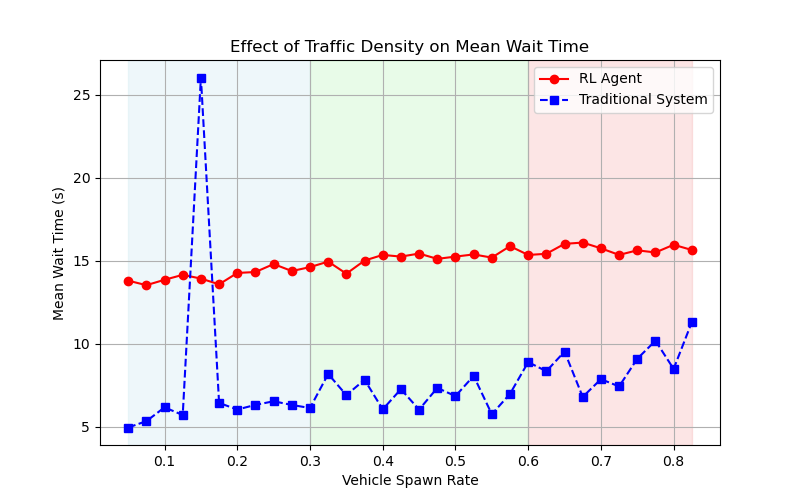 Effect of Traffic Density on Mean Wait Time
RL Agent
Traditional System
Mean Wait Time (s)
25
20
15
10
5
0.1 0.2 0.3 0.4 0.5 0.6 0.7 0.8
Vehicle Spawn Rate